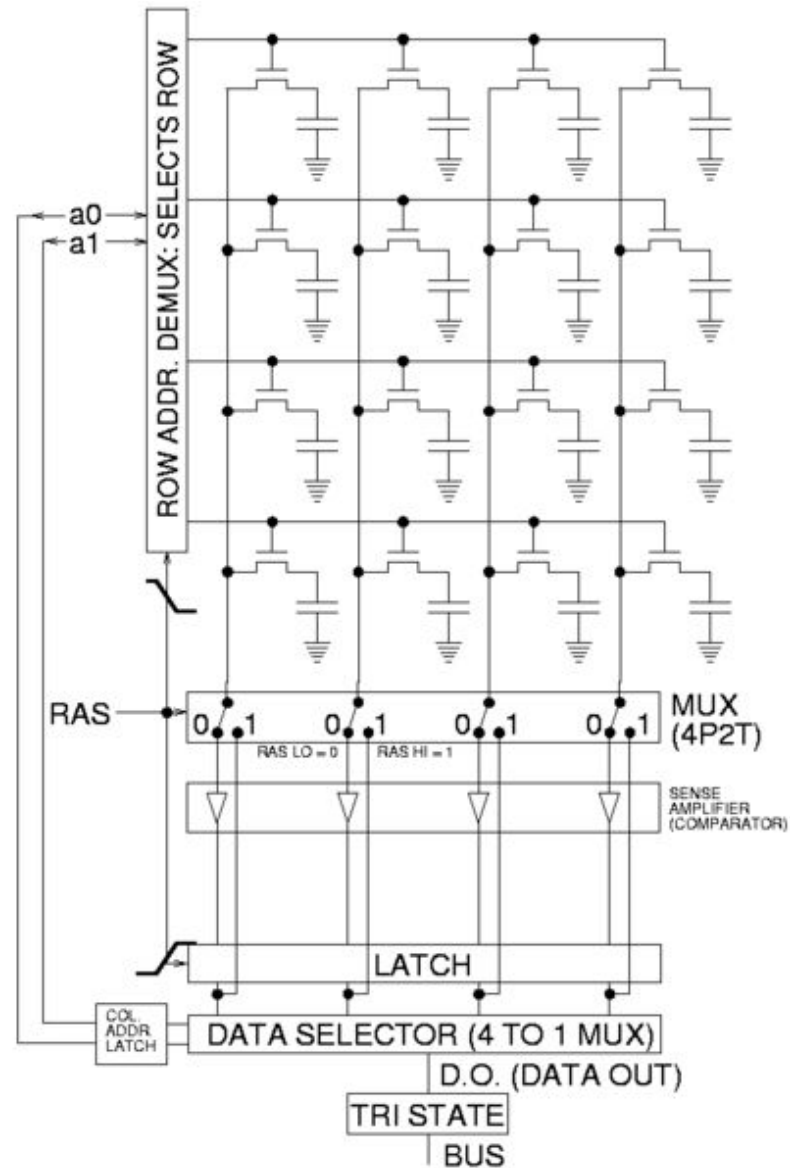 ROW ADDR. DEMUX: SELECTS ROW
a0
a1
RAS
0 1
0 1
0 1
0 1
RAS LO = 0
RAS HI = 1
MUX
(4P2T)
SENSE
AMPLIFIER
(COMPARATOR)
LATCH
COL.
ADDR.
LATCH
DATA SELECTOR (4 TO 1 MUX)
D.O. (DATA OUT)
TRI STATE
BUS